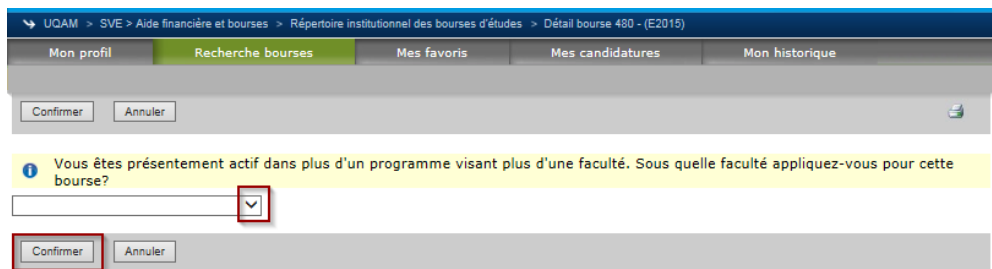 UQAM > SVE > Aide financière et bourses > Répertoire institutionnel des bourses d'études > Détail bourse 480 - (E2015)
Mon profil Recherche bourses Mes favoris Mes candidatures Mon historique
Confirmer Annuler
Vous êtes présentement actif dans plus d'un programme visant plus d'une faculté. Sous quelle faculté appliquez-vous pour cette
bourse?
Confirmer Annuler